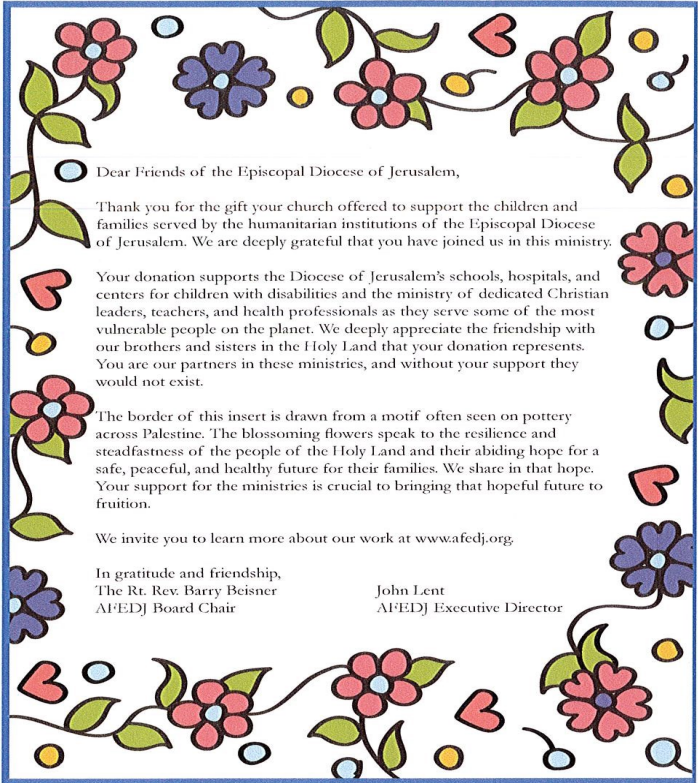 Dear Friends of the Episcopal Diocese of Jerusalem,
Thank you for the gift your church offered to support the children and
families served by the humanitarian institutions of the Episcopal Diocese
of Jerusalem. We are deeply grateful that you have joined us in this ministry.
Your donation supports the Diocese of Jerusalem's schools, hospitals, and
centers for children with disabilities and the ministry of dedicated Christian
leaders, teachers, and health professionals as they serve some of the most
vulnerable people on the planet. We deeply appreciate the friendship with
our brothers and sisters in the Holy Land that your donation represents.
You are our partners in these ministries, and without your support they
would not exist.
The border of this insert is drawn from a motif often seen on pottery
across Palestine. The blossoming flowers speak to the resilience and
steadfastness of the people of the Holy Land and their abiding hope for a
safe, peaceful, and healthy future for their families. We share in that hope.
Your support for the ministries is crucial to bringing that hopeful future to
fruition.
We invite you to learn more about our work at www.afedj.org.
In gratitude and friendship,
The Rt. Rev. Barry Beisner
AFEDJ Board Chair
John Lent
AFEDJ Executive Director